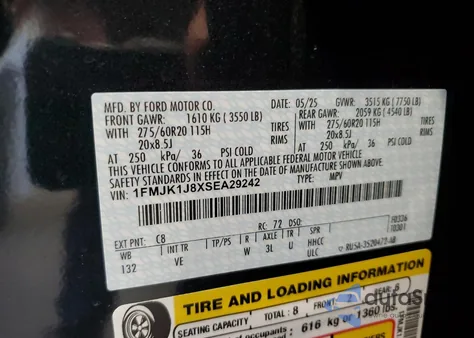 MFD. BY FORD MOTOR CO.
05/25 GVWR: 3515 KG (7750 LB)
FRONT GAWR: 1610 KG (3550 LB) REAR GAWR: 2059 KG (4540 LB)
WITH 275/60R20 115H TIRES WITH 275/60R20 115H TIRES
20x8.5J RIMS 20x8.5J
AT 250 kPa/ 36 PSI COLD AT 250 kPa/ 36 PSI COLD
THIS VEHICLE CONFORMS TO ALL APPLICABLE FEDERAL MOTOR VEHICLE
SAFETY STANDARDS IN EFFECT ON THE DATE OF MANUFACTURE SHOWN ABOVE.
VIN: 1FMJK1J8XSEA29242
TYPE: MPV
EXT PNT: C8 RC: 72 DSO: F0336
WB INT TR TP/PS R AXLE TR SPR T0301
132 VE W 3L U HHCC
ULC
TIRE AND LOADING INFORMATION
SEATING CAPACITY TOTAL: 8 FRONT: 2
occupants: 616 kg or 1360 lbs.